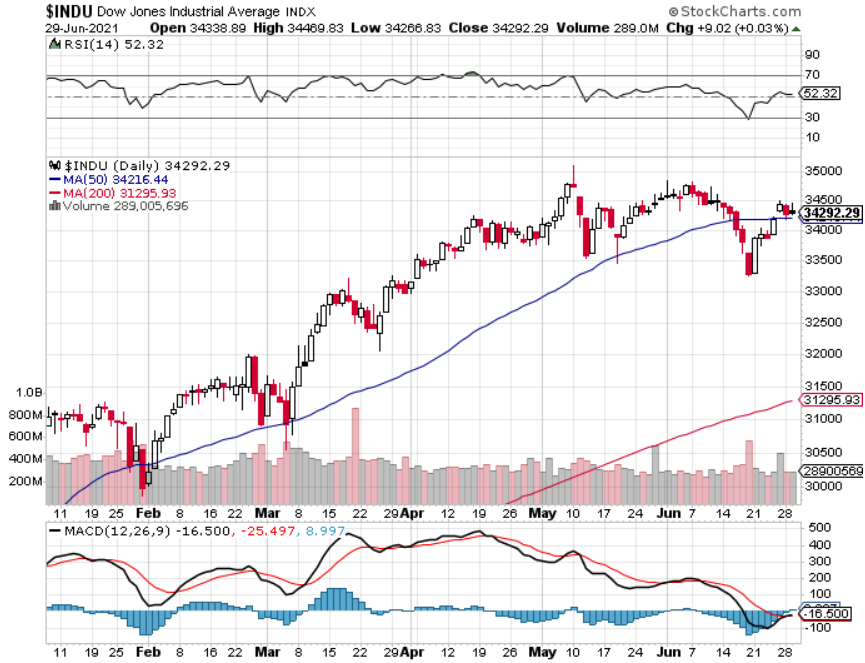 $INDU Dow Jones Industrial Average INDX
© StockCharts.com
29-Jun-2021 Open 34338.89 High 34469.83 Low 34266.83 Close 34292.29 Volume 289.0M Chg +9.02 (+0.03%)
RSI(14) 52.32
90
70
52.32
30
10
$INDU (Daily) 34292.29
MA(50) 34216.44
MA(200) 31295.93
Volume 289,005,696
35000
34500
34292.29
34000
33500
33000
32500
32000
31500
31295.93
31000
30500
28900569
30000
1.0B
800M
600M
400M
200M
11 19 25 Feb 8 16 22 Mar 8 15 22 29 Apr 12 19 26 May 10 17 24 Jun 7 14 21 28
MACD(12,26,9) -16.500, -25.497, 8.997
500
400
300
200
100
-16.500
-100
11 19 25 Feb 8 16 22 Mar 8 15 22 29 Apr 12 19 26 May 10 17 24 Jun 7 14 21 28